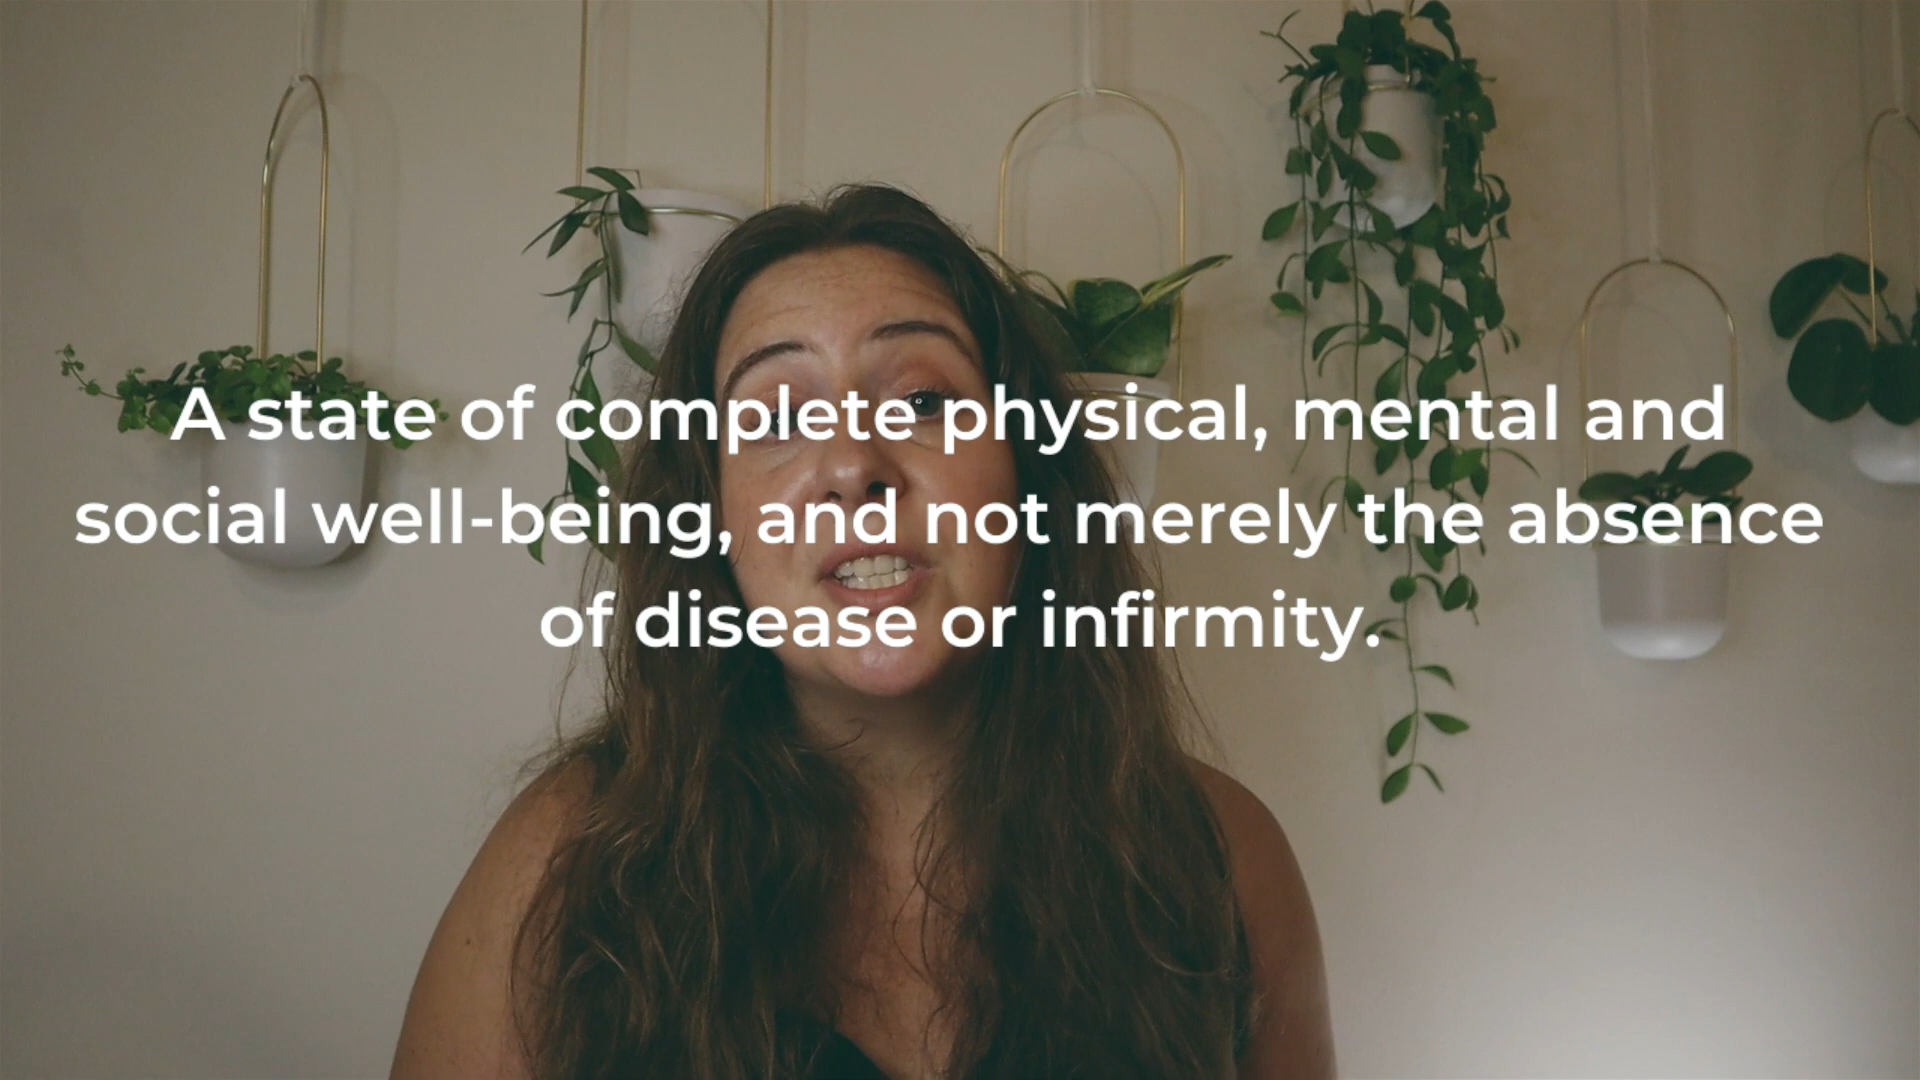 A state of complete physical, mental and
social well-being, and not merely the absence
of disease or infirmity.